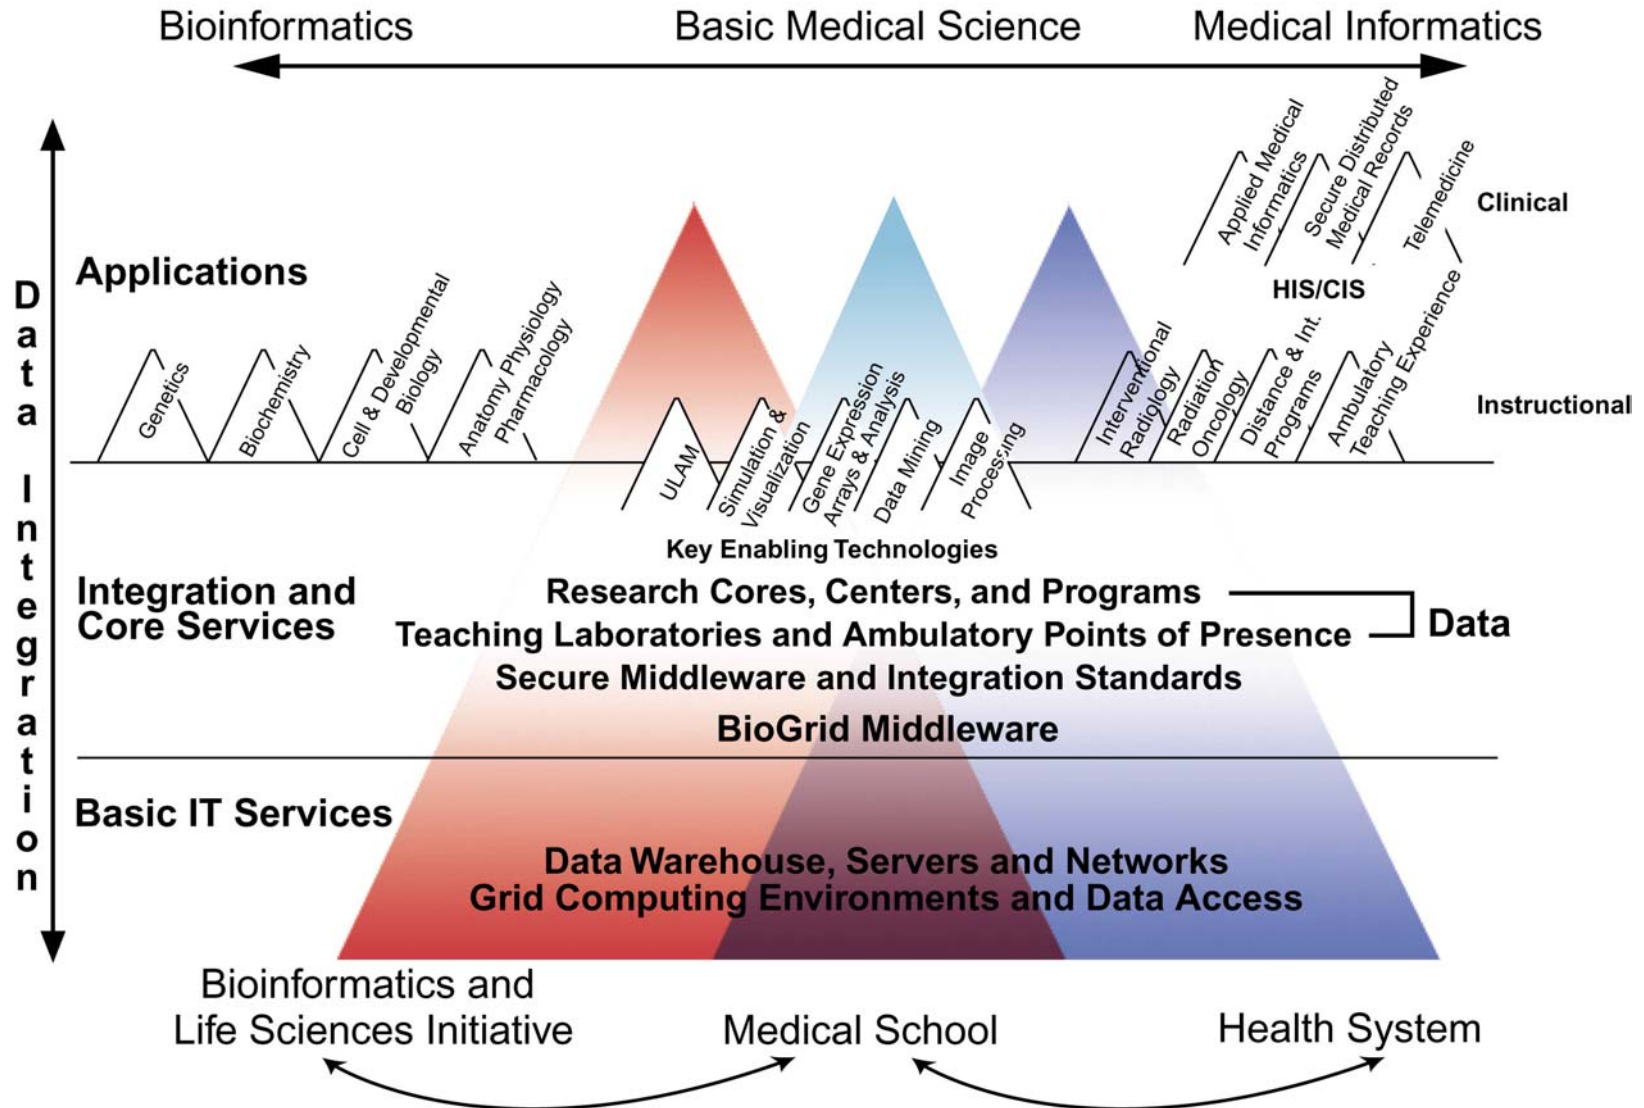 Bioinformatics
Basic Medical Science
Medical Informatics
Data Integration
Applications
Genetics
Biochemistry
Cell & Developmental
Biology
Anatomy Physiology
Pharmacology
ULAM
Simulation &
Visualization
Gene Expression
Arrays & Analysis
Data Mining
Image
Processing
Applied Medical
Informatics
Secure Distributed
Medical Records
Telemedicine
Clinical
HIS/CIS
Interventional
Radiology
Radiation
Oncology
Distance & Int.
Programs
Ambulatory
Teaching Experience
Instructional
Key Enabling Technologies
Integration and
Core Services
Research Cores, Centers, and Programs
Teaching Laboratories and Ambulatory Points of Presence
Data
Secure Middleware and Integration Standards
BioGrid Middleware
Basic IT Services
Data Warehouse, Servers and Networks
Grid Computing Environments and Data Access
Bioinformatics and
Life Sciences Initiative
Medical School
Health System